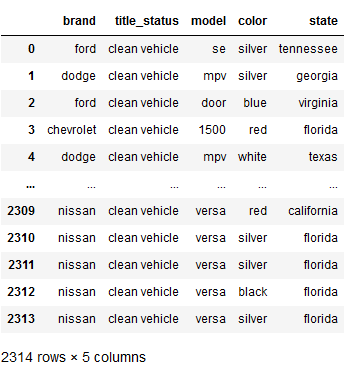 brand title_status model color state
0 ford clean vehicle se silver tennessee
1 dodge clean vehicle mpv silver georgia
2 ford clean vehicle door blue virginia
3 chevrolet clean vehicle 1500 red florida
4 dodge clean vehicle mpv white texas
... ... ... ... ... ...
2309 nissan clean vehicle versa red california
2310 nissan clean vehicle versa silver florida
2311 nissan clean vehicle versa silver florida
2312 nissan clean vehicle versa black florida
2313 nissan clean vehicle versa silver florida
2314 rows × 5 columns